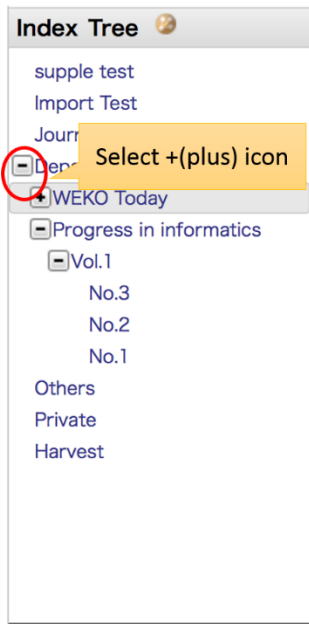 Index Tree
supple test
Import Test
Select +(plus) icon
WEKO Today
Progress in informatics
Vol.1
No.3
No.2
No.1
Others
Private
Harvest